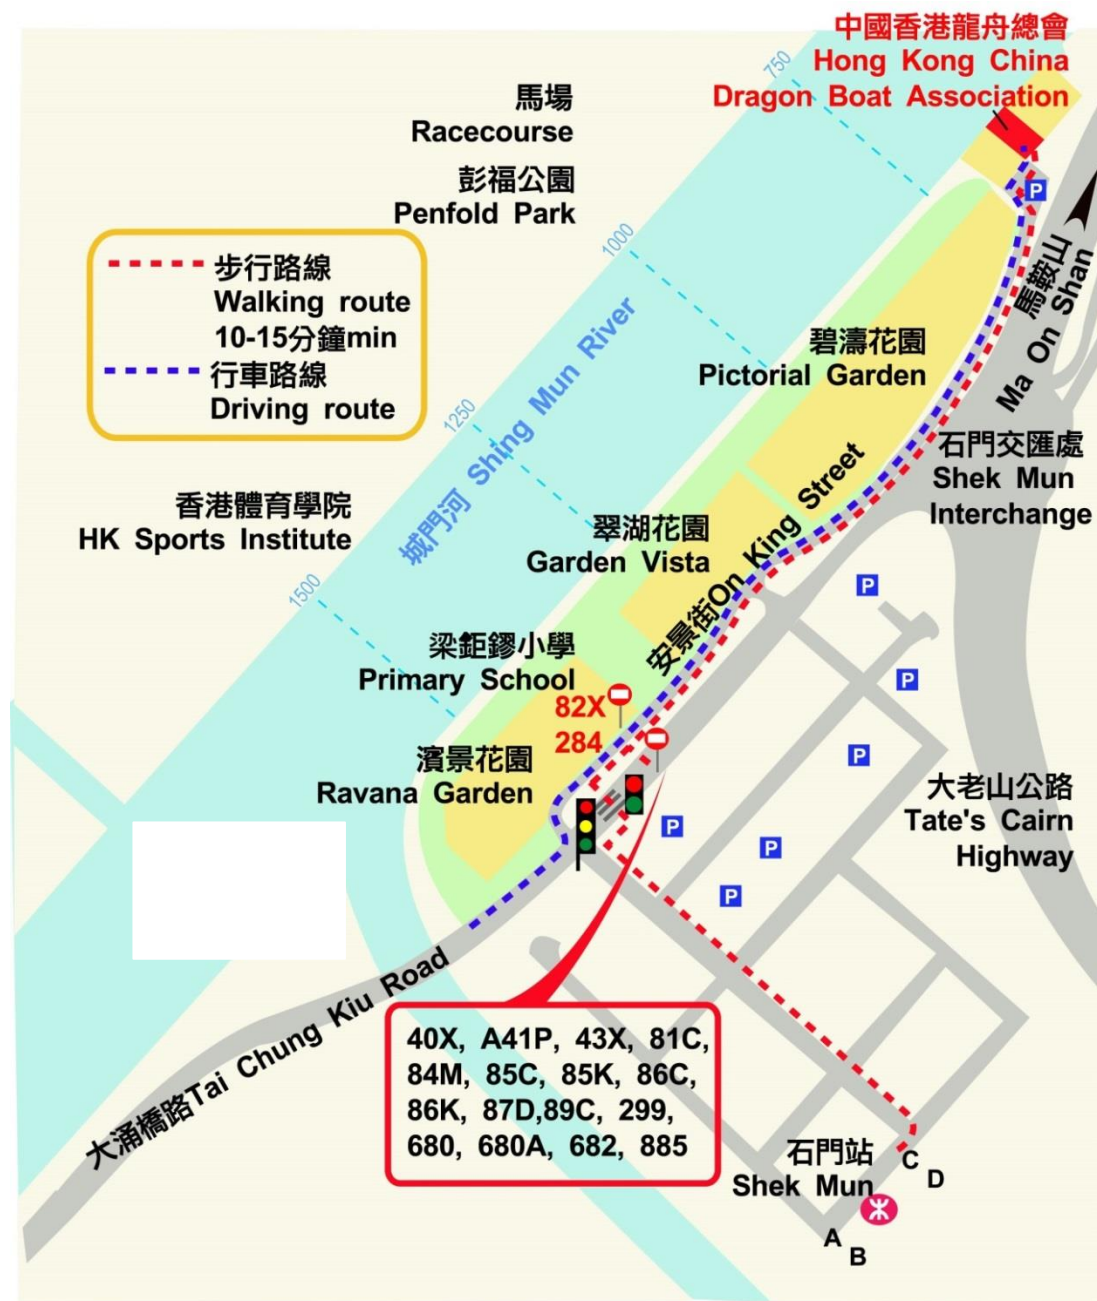 中國香港龍舟總會
Hong Kong China
Dragon Boat Association
750
馬場
Racecourse
彭福公園
Penfold Park
1000
步行路線
Walking route
10-15分鐘min
行車路線
Driving route
P
馬鞍山
Ma On Shan
碧濤花園
Pictorial Garden
城門河 Shing Mun River
1250
石門交匯處
Shek Mun
Interchange
香港體育學院
HK Sports Institute
翠湖花園
Garden Vista
安景街On King Street
1500
P
梁鉅鏐小學
Primary School
P
82X
284
P
濱景花園
Ravana Garden
大老山公路
Tate's Cairn
Highway
P
P
P
大涌橋路Tai Chung Kiu Road
40X, A41P, 43X, 81C,
84M, 85C, 85K, 86C,
86K, 87D,89C, 299,
680, 680A, 682, 885
石門站
Shek Mun
C
D
A
B